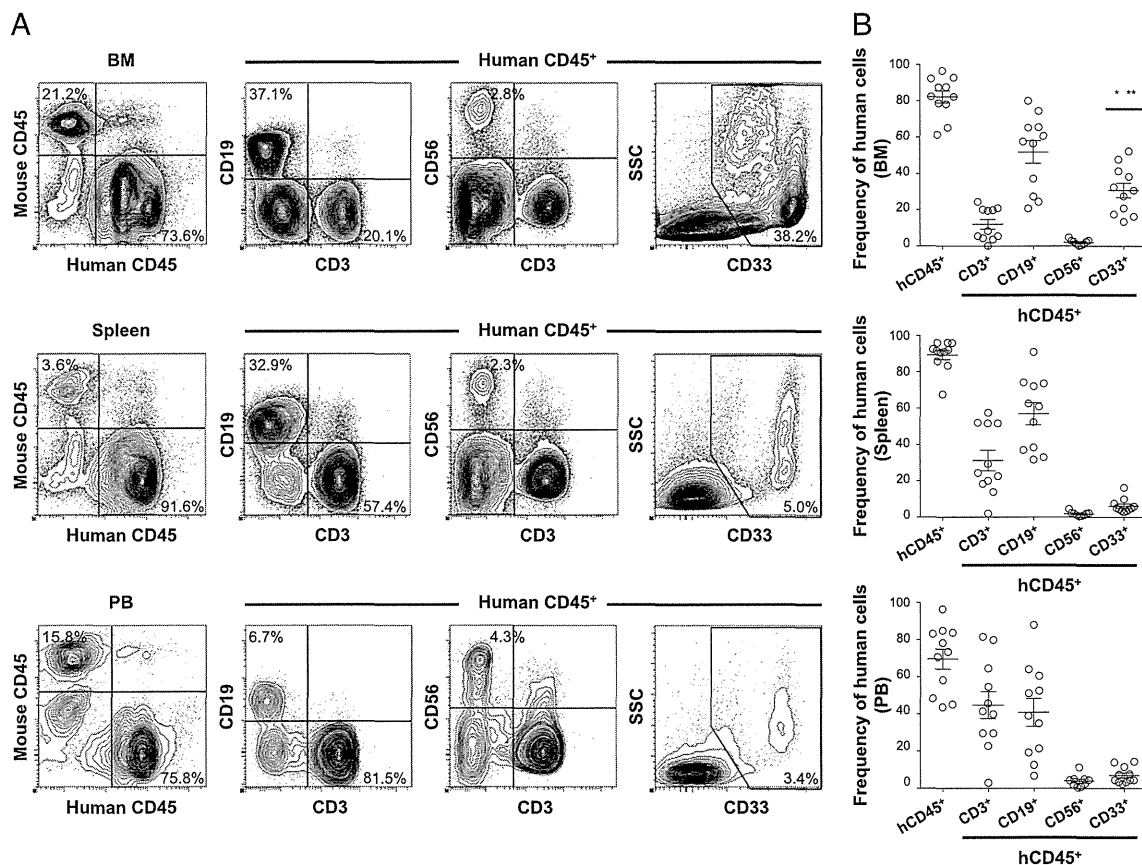 A
B
BM
Human CD45⁺
21.2%
73.6%
Mouse CD45
Human CD45
37.1%
20.1%
CD19
CD3
2.8%
CD56
CD3
38.2%
SSC
CD33
Spleen
Human CD45⁺
3.6%
91.6%
Mouse CD45
Human CD45
32.9%
57.4%
CD19
CD3
2.3%
CD56
CD3
5.0%
SSC
CD33
PB
Human CD45⁺
15.8%
75.8%
Mouse CD45
Human CD45
6.7%
81.5%
CD19
CD3
4.3%
CD56
CD3
3.4%
SSC
CD33
Frequency of human cells
(BM)
100
80
60
40
20
0
* **
hCD45⁺ CD3⁺ CD19⁺ CD56⁺ CD33⁺
hCD45⁺
Frequency of human cells
(Spleen)
100
80
60
40
20
0
hCD45⁺ CD3⁺ CD19⁺ CD56⁺ CD33⁺
hCD45⁺
Frequency of human cells
(PB)
100
80
60
40
20
0
hCD45⁺ CD3⁺ CD19⁺ CD56⁺ CD33⁺
hCD45⁺